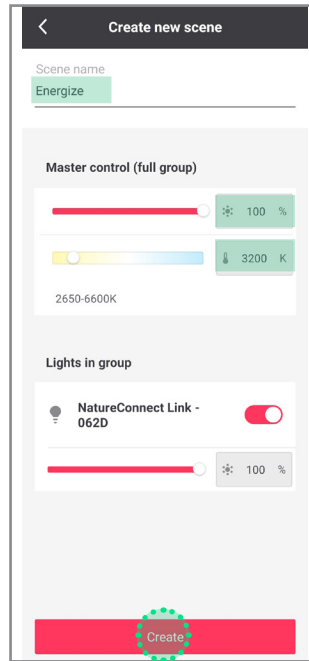 Create new scene
Scene name
Energize
Master control (full group)
100 %
3200 K
2650-6600K
Lights in group
NatureConnect Link -
062D
100 %
Create